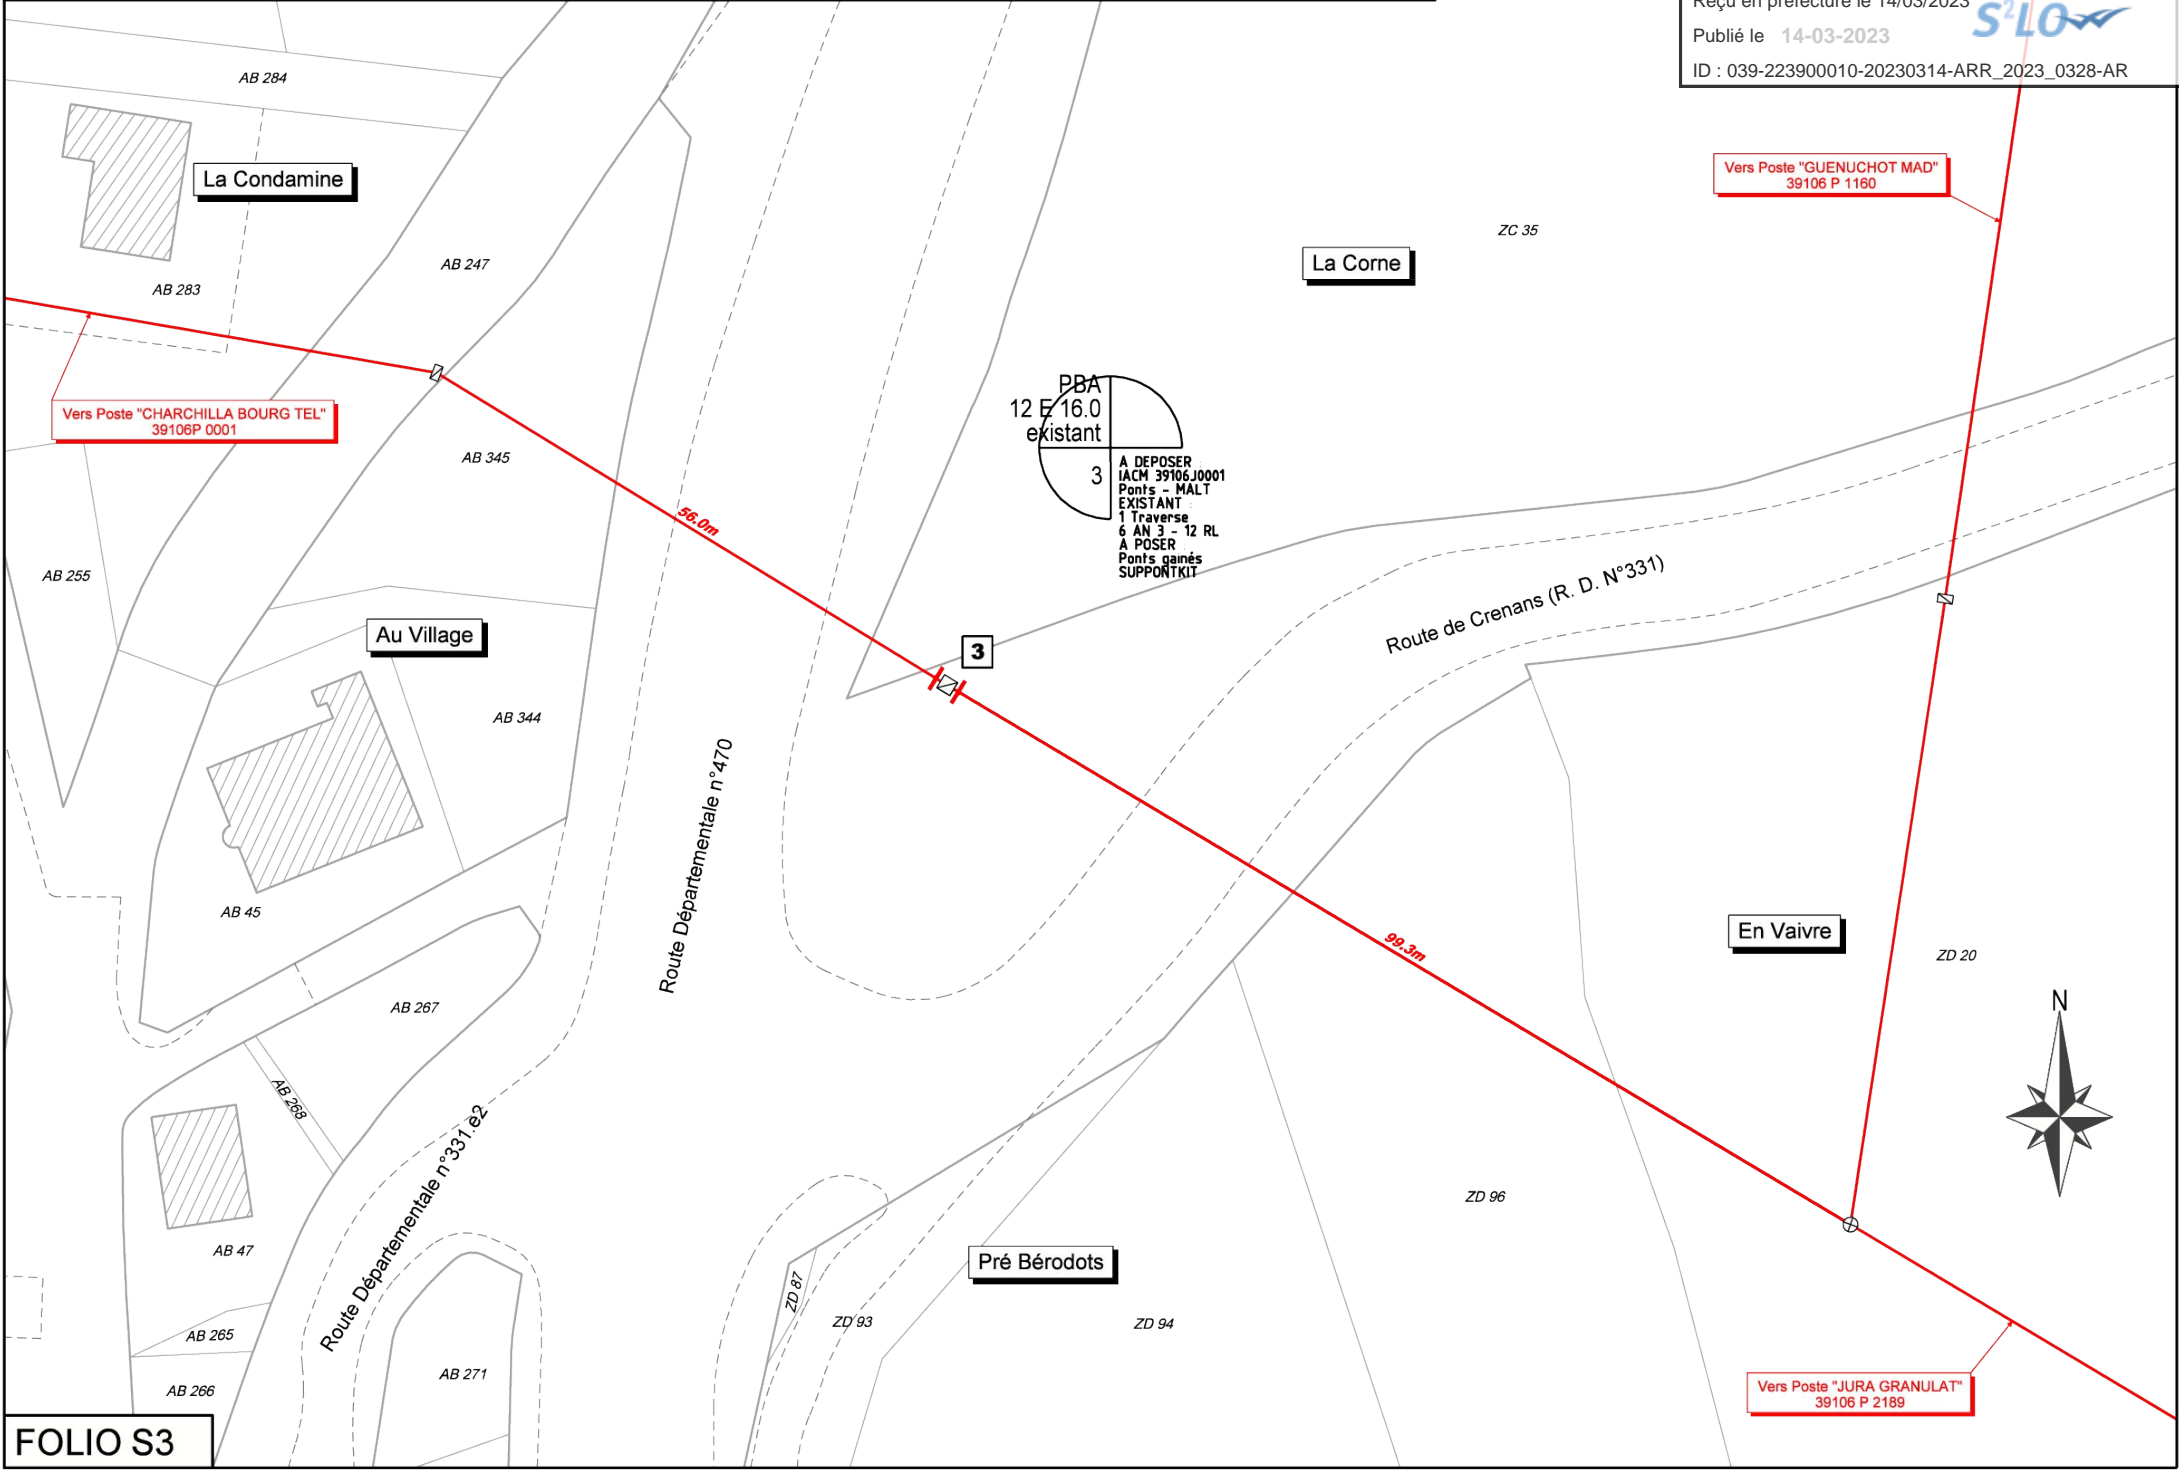 Reçu en préfecture le 14/03/2023
S²LO
Publié le 14-03-2023
ID : 039-223900010-20230314-ARR_2023_0328-AR
AB 284
La Condamine
Vers Poste "GUENUCHOT MAD"
39106 P 1160
ZC 35
AB 247
La Corne
AB 283
PBA
12 E 16.0
existant
3
A DEPOSER :
IACM 39106J0001
Ponts - MALT
EXISTANT :
1 Traverse
6 AN 3 - 12 RL
A POSER :
Ponts gainés
SUPPONTKIT
Vers Poste "CHARCHILLA BOURG TEL"
39106P 0001
AB 345
56.0m
AB 255
Route de Crenans (R. D. N°331)
Au Village
3
AB 344
Route Départementale n°470
AB 45
En Vaivre
99.3m
ZD 20
AB 267
N
AB 268
Route Départementale n°331.e2
ZD 96
AB 47
Pré Bérodots
ZD 87
ZD 93
ZD 94
AB 265
AB 271
AB 266
Vers Poste "JURA GRANULAT"
39106 P 2189
FOLIO S3